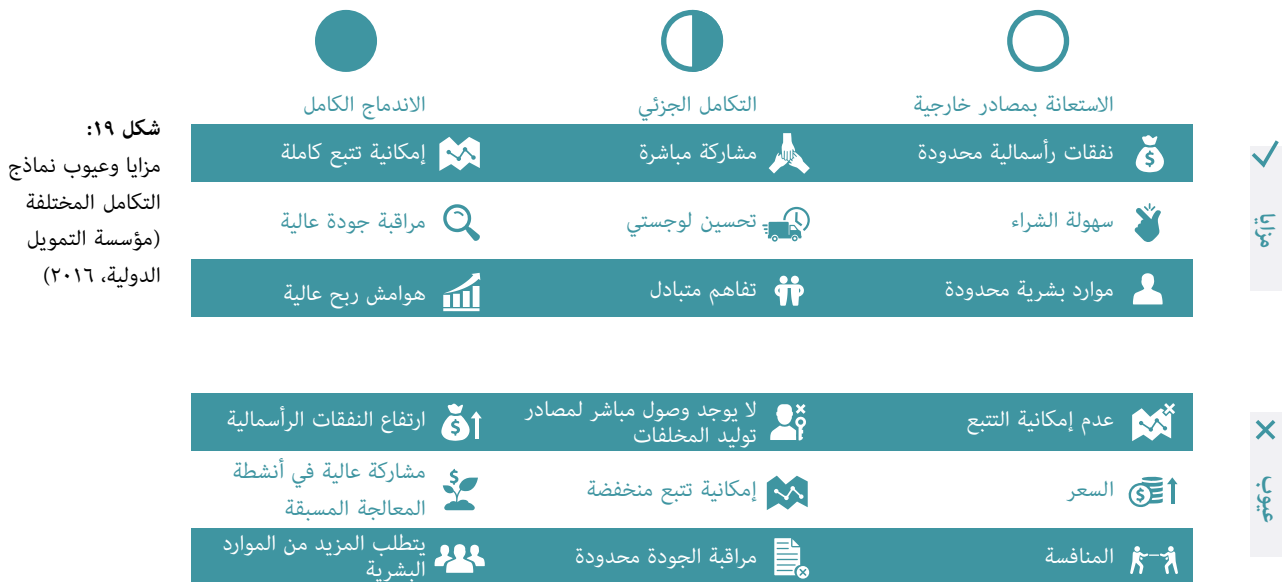 الاستعانة بمصادر خارجية
التكامل الجزئي
الاندماج الكامل
مزايا
نفقات رأسمالية محدودة
مشاركة مباشرة
إمكانية تتبع كاملة
سهولة الشراء
تحسين لوجستي
مراقبة جودة عالية
موارد بشرية محدودة
تفاهم متبادل
هوامش ربح عالية
عيوب
عدم إمكانية التتبع
لا يوجد وصول مباشر لمصادر
توليد المخلفات
ارتفاع النفقات الرأسمالية
السعر
إمكانية تتبع منخفضة
مشاركة عالية في أنشطة
المعالجة المسبقة
المنافسة
مراقبة الجودة محدودة
يتطلب المزيد من الموارد
البشرية
شكل ١٩:
مزايا وعيوب نماذج
التكامل المختلفة
(مؤسسة التمويل
الدولية، ٢٠١٦)